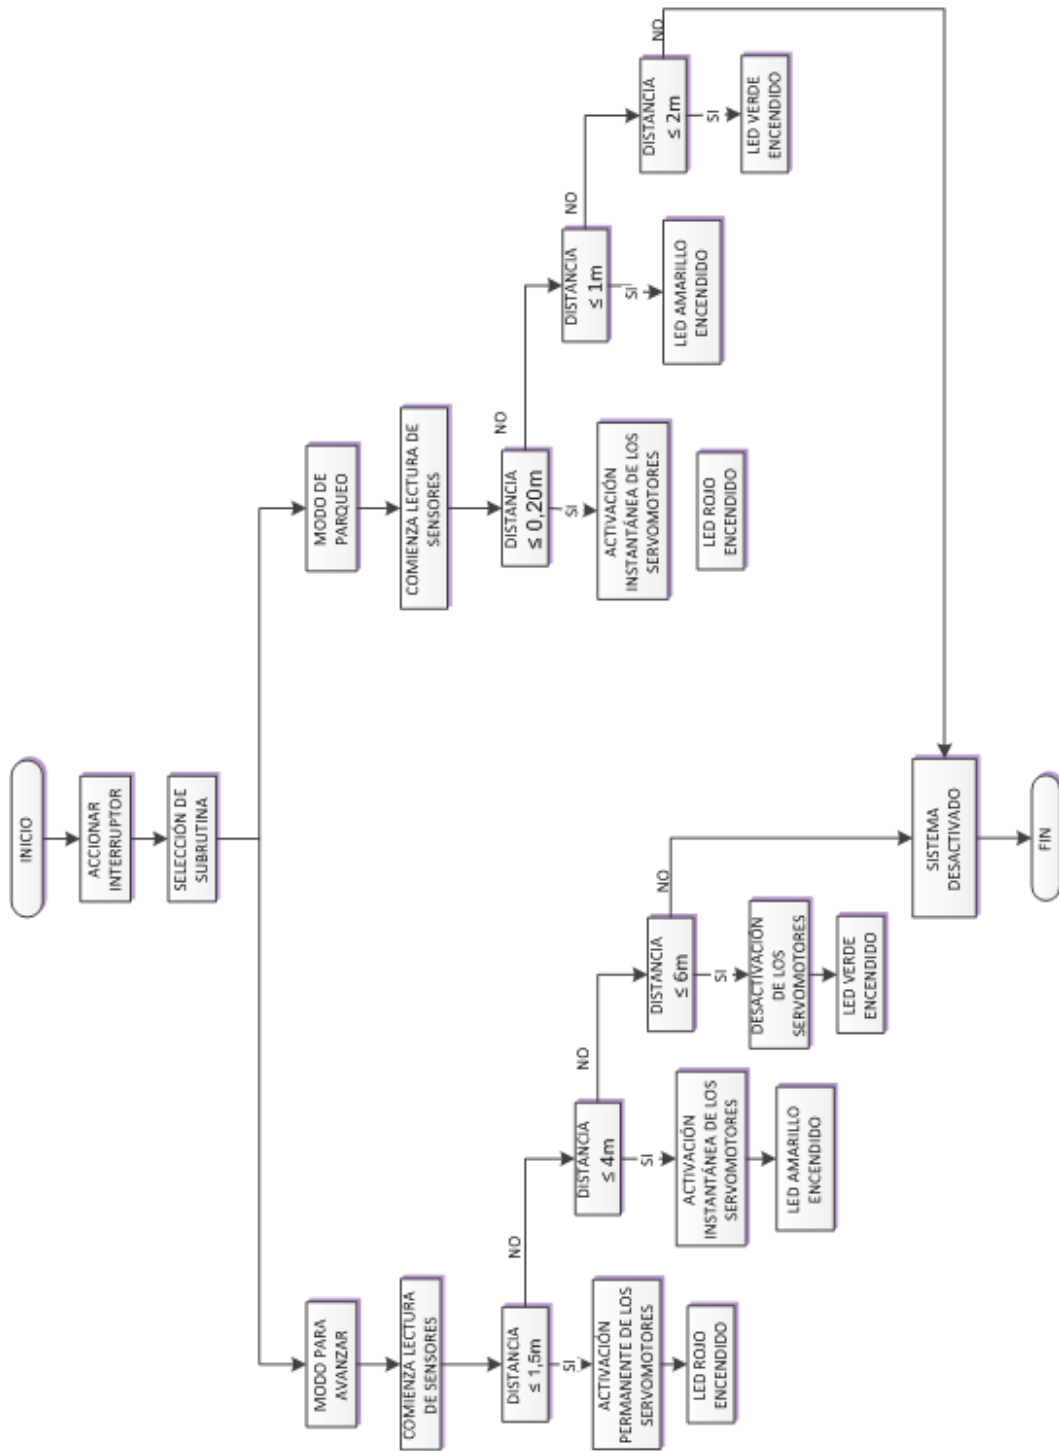 INICIO
ACCIONAR
INTERRUPTOR
SELECCIÓN DE
SUBRUTINA
MODO PARA
AVANZAR
COMIENZA LECTURA
DE SENSORES
DISTANCIA
≤ 1,5m
NO
SI
ACTIVACIÓN
PERMANENTE DE LOS
SERVOMOTORES
LED ROJO
ENCENDIDO
DISTANCIA
≤ 4m
NO
SI
ACTIVACIÓN
INSTANTÁNEA DE LOS
SERVOMOTORES
LED AMARILLO
ENCENDIDO
DISTANCIA
≤ 6m
NO
SI
DESACTIVACIÓN
DE LOS
SERVOMOTORES
LED VERDE
ENCENDIDO
MODO DE
PARQUEO
COMIENZA LECTURA DE
SENSORES
DISTANCIA
≤ 0,20m
NO
SI
ACTIVACIÓN
INSTANTÁNEA DE LOS
SERVOMOTORES
LED ROJO
ENCENDIDO
DISTANCIA
≤ 1m
NO
SI
LED AMARILLO
ENCENDIDO
DISTANCIA
≤ 2m
NO
SI
LED VERDE
ENCENDIDO
SISTEMA
DESACTIVADO
FIN